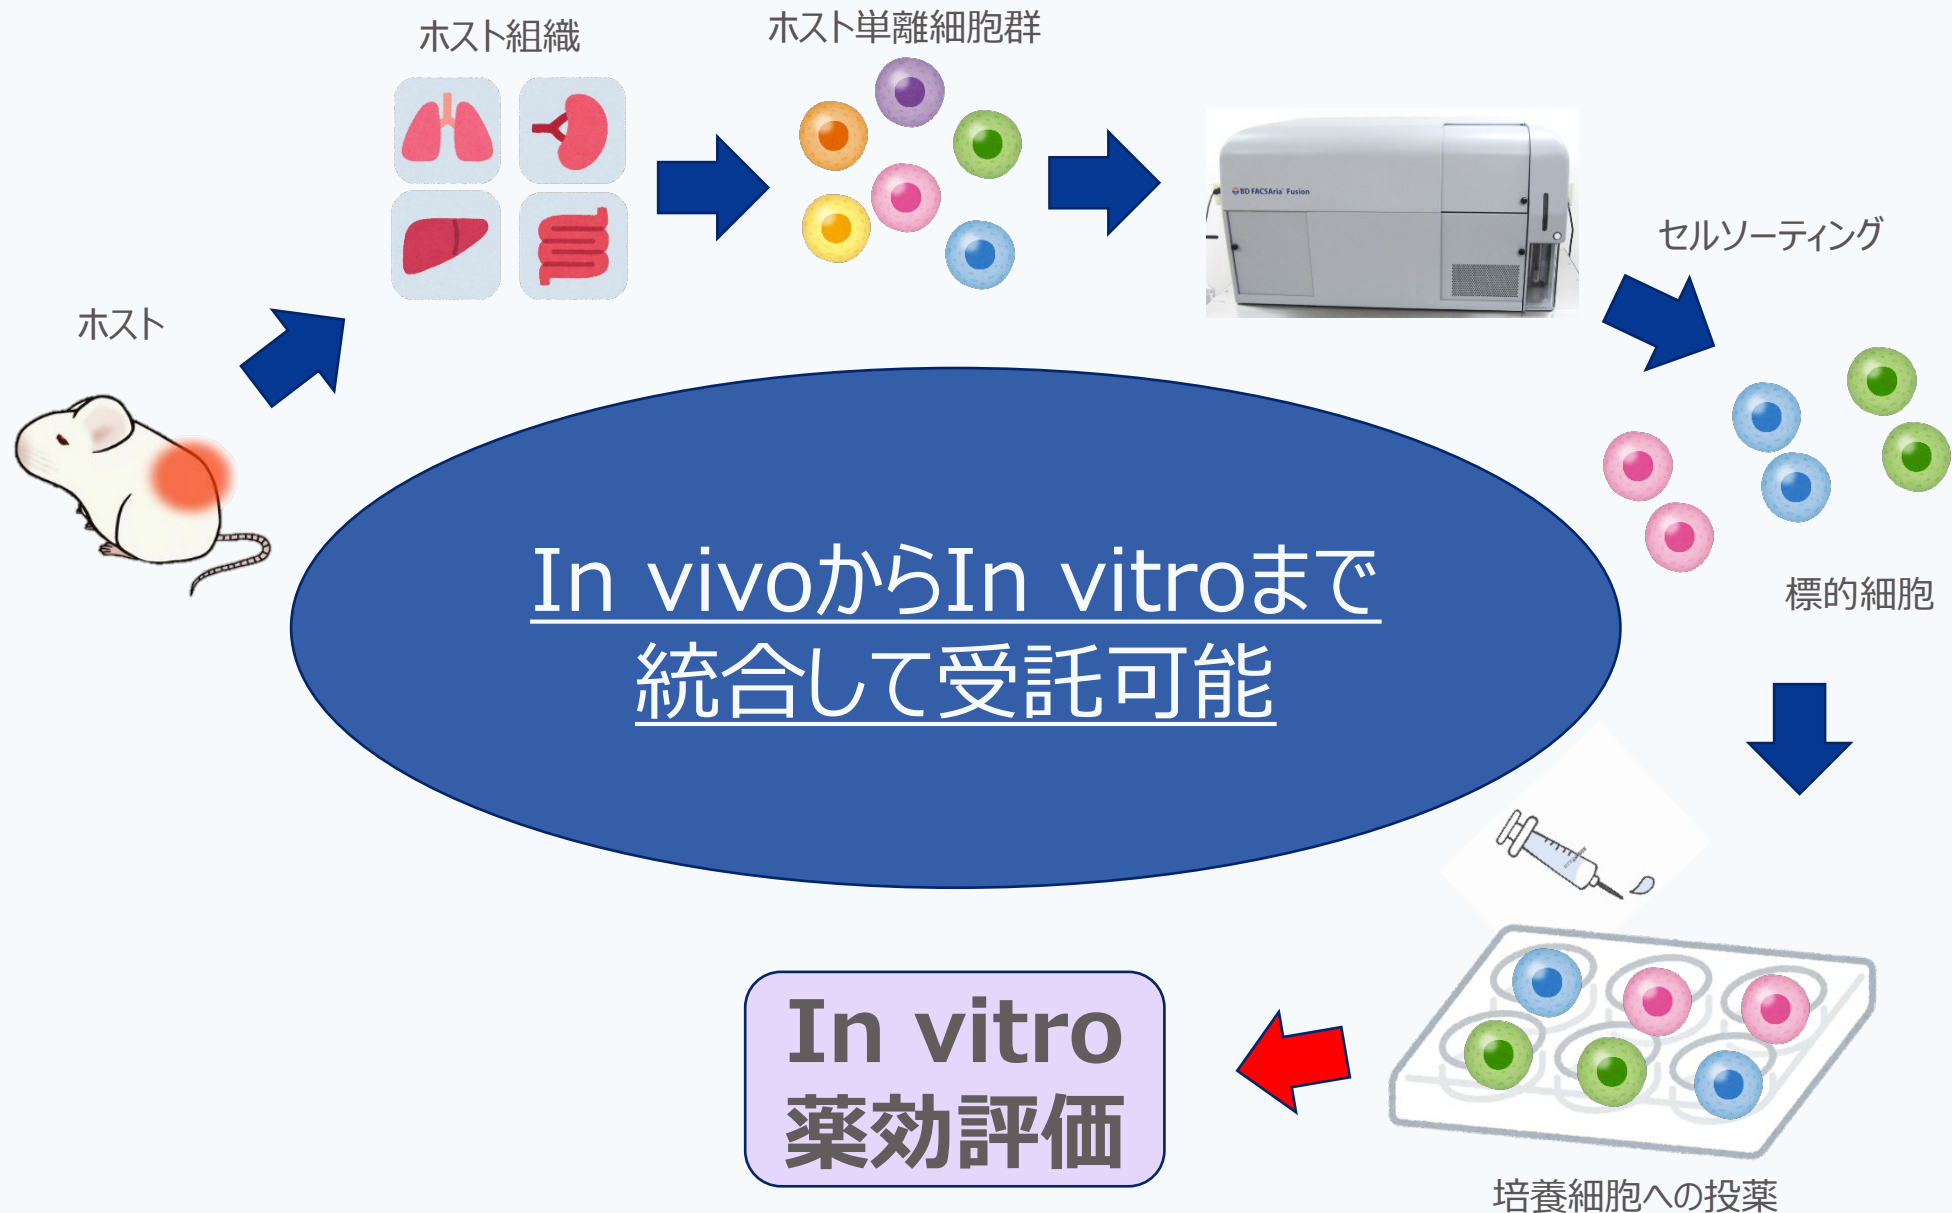 ホスト組織
ホスト単離細胞群
BD FACSAria Fusion
セルソーティング
ホスト
標的細胞
In vivoからIn vitroまで
統合して受託可能
In vitro
薬効評価
培養細胞への投薬